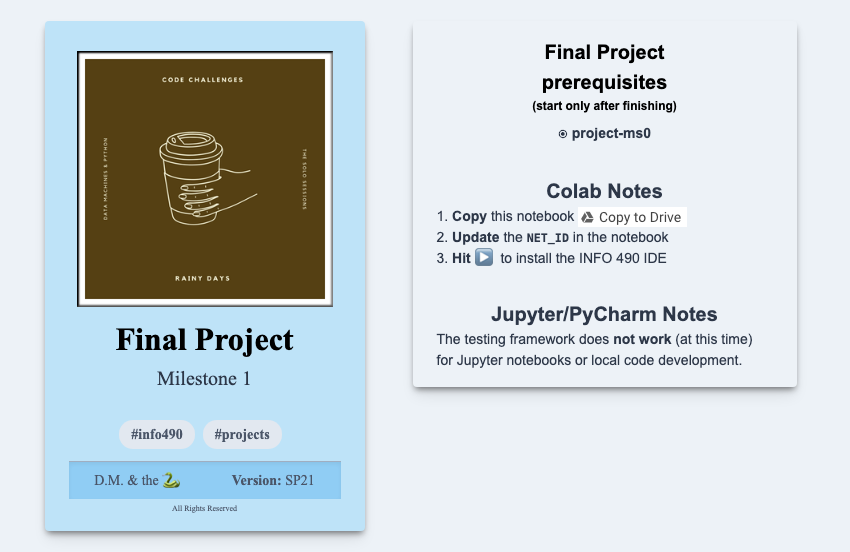 CODE CHALLENGES
DATA MACHINES & PYTHON
THE SOLO SESSIONS
RAINY DAYS
Final Project
Milestone 1
#info490
#projects
D.M. & the 🐍
Version: SP21
All Rights Reserved
Final Project
prerequisites
(start only after finishing)
project-ms0
Colab Notes
1. Copy this notebook Copy to Drive
2. Update the NET_ID in the notebook
3. Hit ▶️ to install the INFO 490 IDE
Jupyter/PyCharm Notes
The testing framework does not work (at this time)
for Jupyter notebooks or local code development.